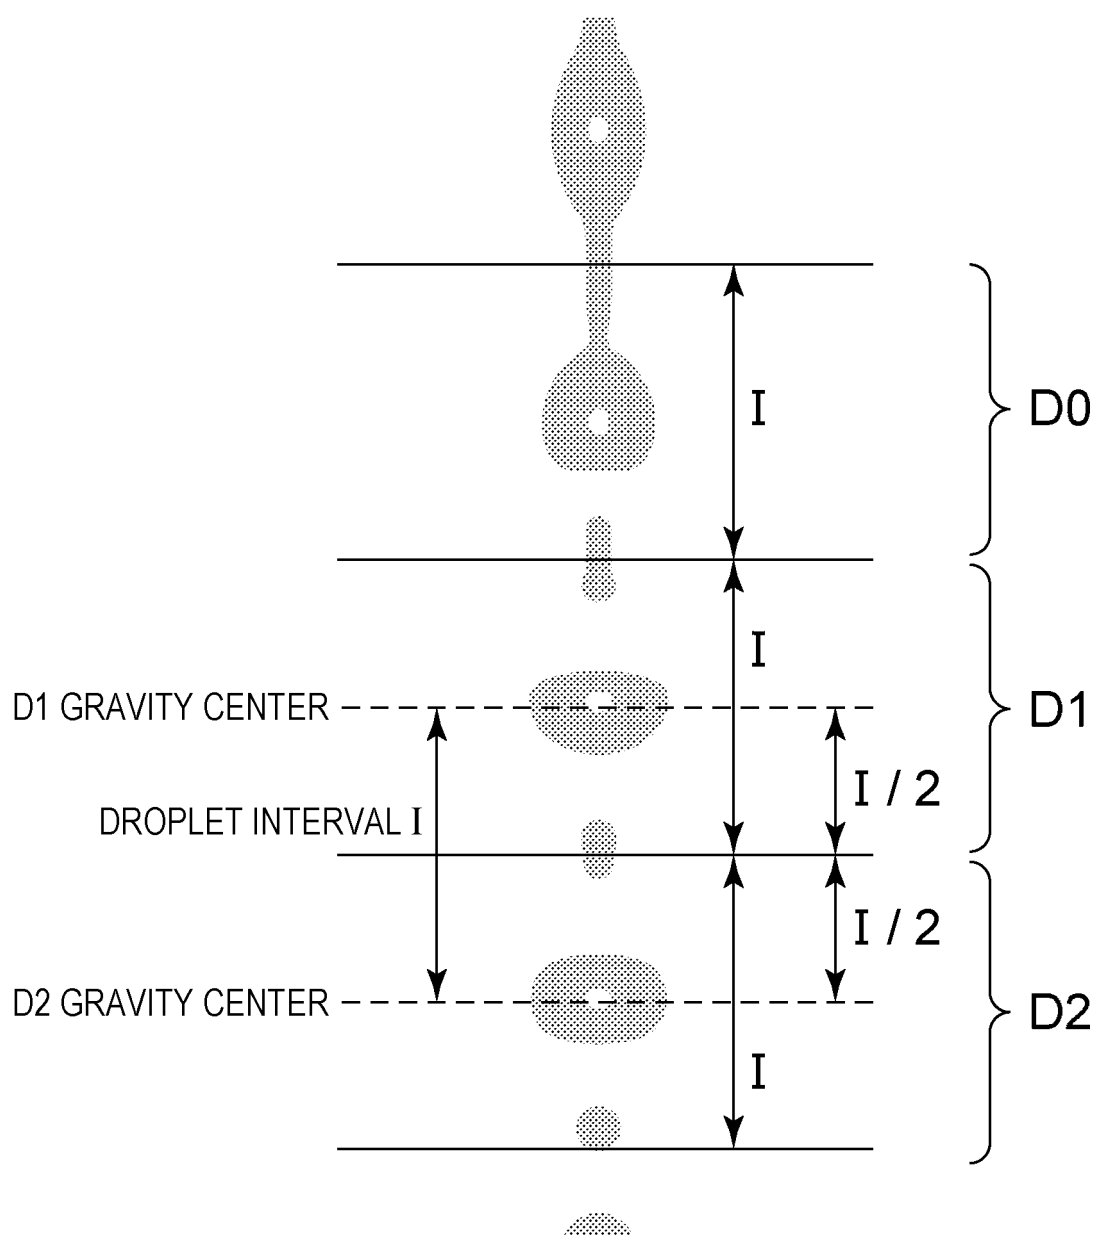 I
D0
I
D1 GRAVITY CENTER
D1
I / 2
DROPLET INTERVAL I
I / 2
D2 GRAVITY CENTER
D2
I